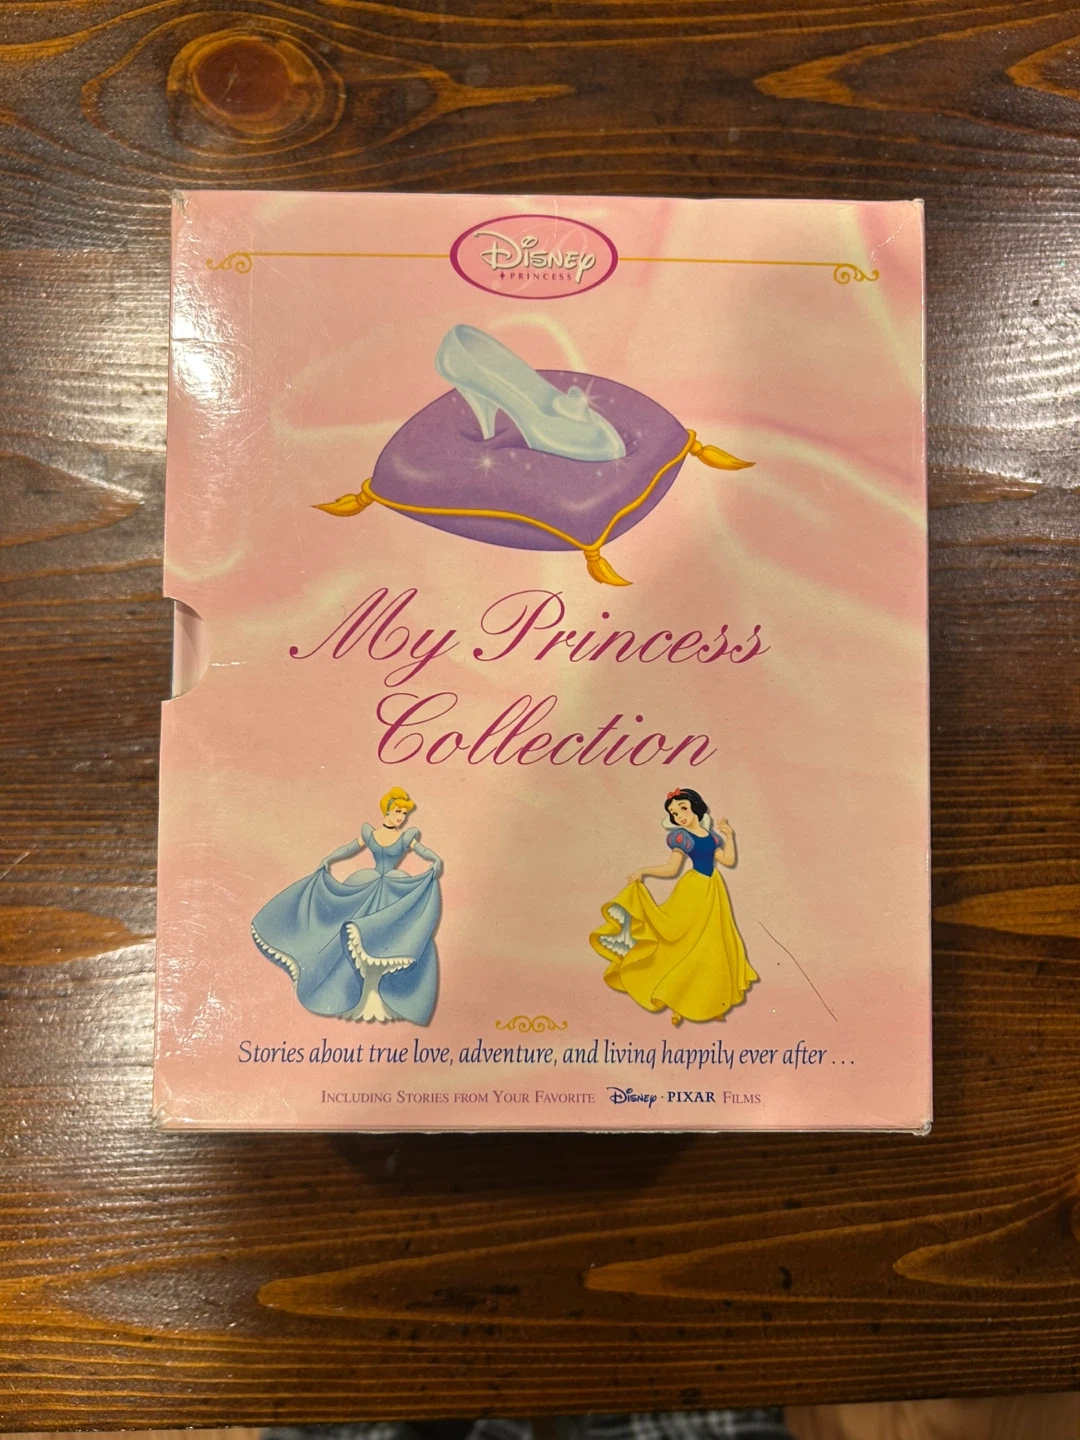 Disney
PRINCESS
My Princess
Collection
Stories about true love, adventure, and living happily ever after . . .
INCLUDING STORIES FROM YOUR FAVORITE Disney · PIXAR FILMS